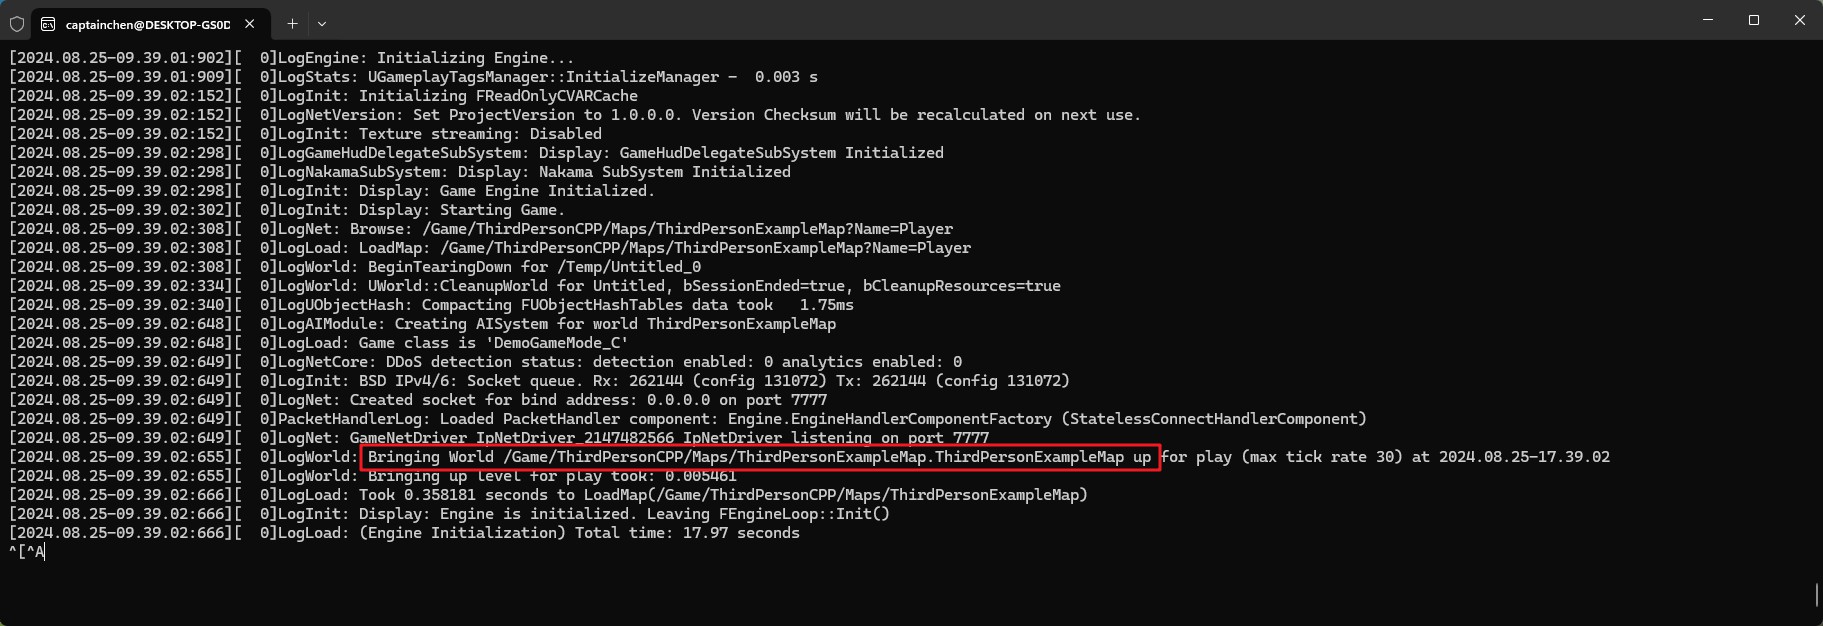 captainchen@DESKTOP-GS0D
[2024.08.25-09.39.01:902][  0]LogEngine: Initializing Engine...
[2024.08.25-09.39.01:909][  0]LogStats: UGameplayTagsManager::InitializeManager -  0.003 s
[2024.08.25-09.39.02:152][  0]LogInit: Initializing FReadOnlyCVARCache
[2024.08.25-09.39.02:152][  0]LogNetVersion: Set ProjectVersion to 1.0.0.0. Version Checksum will be recalculated on next use.
[2024.08.25-09.39.02:152][  0]LogInit: Texture streaming: Disabled
[2024.08.25-09.39.02:298][  0]LogGameHudDelegateSubSystem: Display: GameHudDelegateSubSystem Initialized
[2024.08.25-09.39.02:298][  0]LogNakamaSubSystem: Display: Nakama SubSystem Initialized
[2024.08.25-09.39.02:298][  0]LogInit: Display: Game Engine Initialized.
[2024.08.25-09.39.02:302][  0]LogInit: Display: Starting Game.
[2024.08.25-09.39.02:308][  0]LogNet: Browse: /Game/ThirdPersonCPP/Maps/ThirdPersonExampleMap?Name=Player
[2024.08.25-09.39.02:308][  0]LogLoad: LoadMap: /Game/ThirdPersonCPP/Maps/ThirdPersonExampleMap?Name=Player
[2024.08.25-09.39.02:308][  0]LogWorld: BeginTearingDown for /Temp/Untitled_0
[2024.08.25-09.39.02:334][  0]LogWorld: UWorld::CleanupWorld for Untitled, bSessionEnded=true, bCleanupResources=true
[2024.08.25-09.39.02:340][  0]LogUObjectHash: Compacting FUObjectHashTables data took   1.75ms
[2024.08.25-09.39.02:648][  0]LogAIModule: Creating AISystem for world ThirdPersonExampleMap
[2024.08.25-09.39.02:648][  0]LogLoad: Game class is 'DemoGameMode_C'
[2024.08.25-09.39.02:649][  0]LogNetCore: DDoS detection status: detection enabled: 0 analytics enabled: 0
[2024.08.25-09.39.02:649][  0]LogInit: BSD IPv4/6: Socket queue. Rx: 262144 (config 131072) Tx: 262144 (config 131072)
[2024.08.25-09.39.02:649][  0]LogNet: Created socket for bind address: 0.0.0.0 on port 7777
[2024.08.25-09.39.02:649][  0]PacketHandlerLog: Loaded PacketHandler component: Engine.EngineHandlerComponentFactory (StatelessConnectHandlerComponent)
[2024.08.25-09.39.02:649][  0]LogNet: GameNetDriver IpNetDriver_2147482566 IpNetDriver listening on port 7777
[2024.08.25-09.39.02:655][  0]LogWorld: Bringing World /Game/ThirdPersonCPP/Maps/ThirdPersonExampleMap.ThirdPersonExampleMap up for play (max tick rate 30) at 2024.08.25-17.39.02
[2024.08.25-09.39.02:655][  0]LogWorld: Bringing up level for play took: 0.005461
[2024.08.25-09.39.02:666][  0]LogLoad: Took 0.358181 seconds to LoadMap(/Game/ThirdPersonCPP/Maps/ThirdPersonExampleMap)
[2024.08.25-09.39.02:666][  0]LogInit: Display: Engine is initialized. Leaving FEngineLoop::Init()
[2024.08.25-09.39.02:666][  0]LogLoad: (Engine Initialization) Total time: 17.97 seconds
^[^A